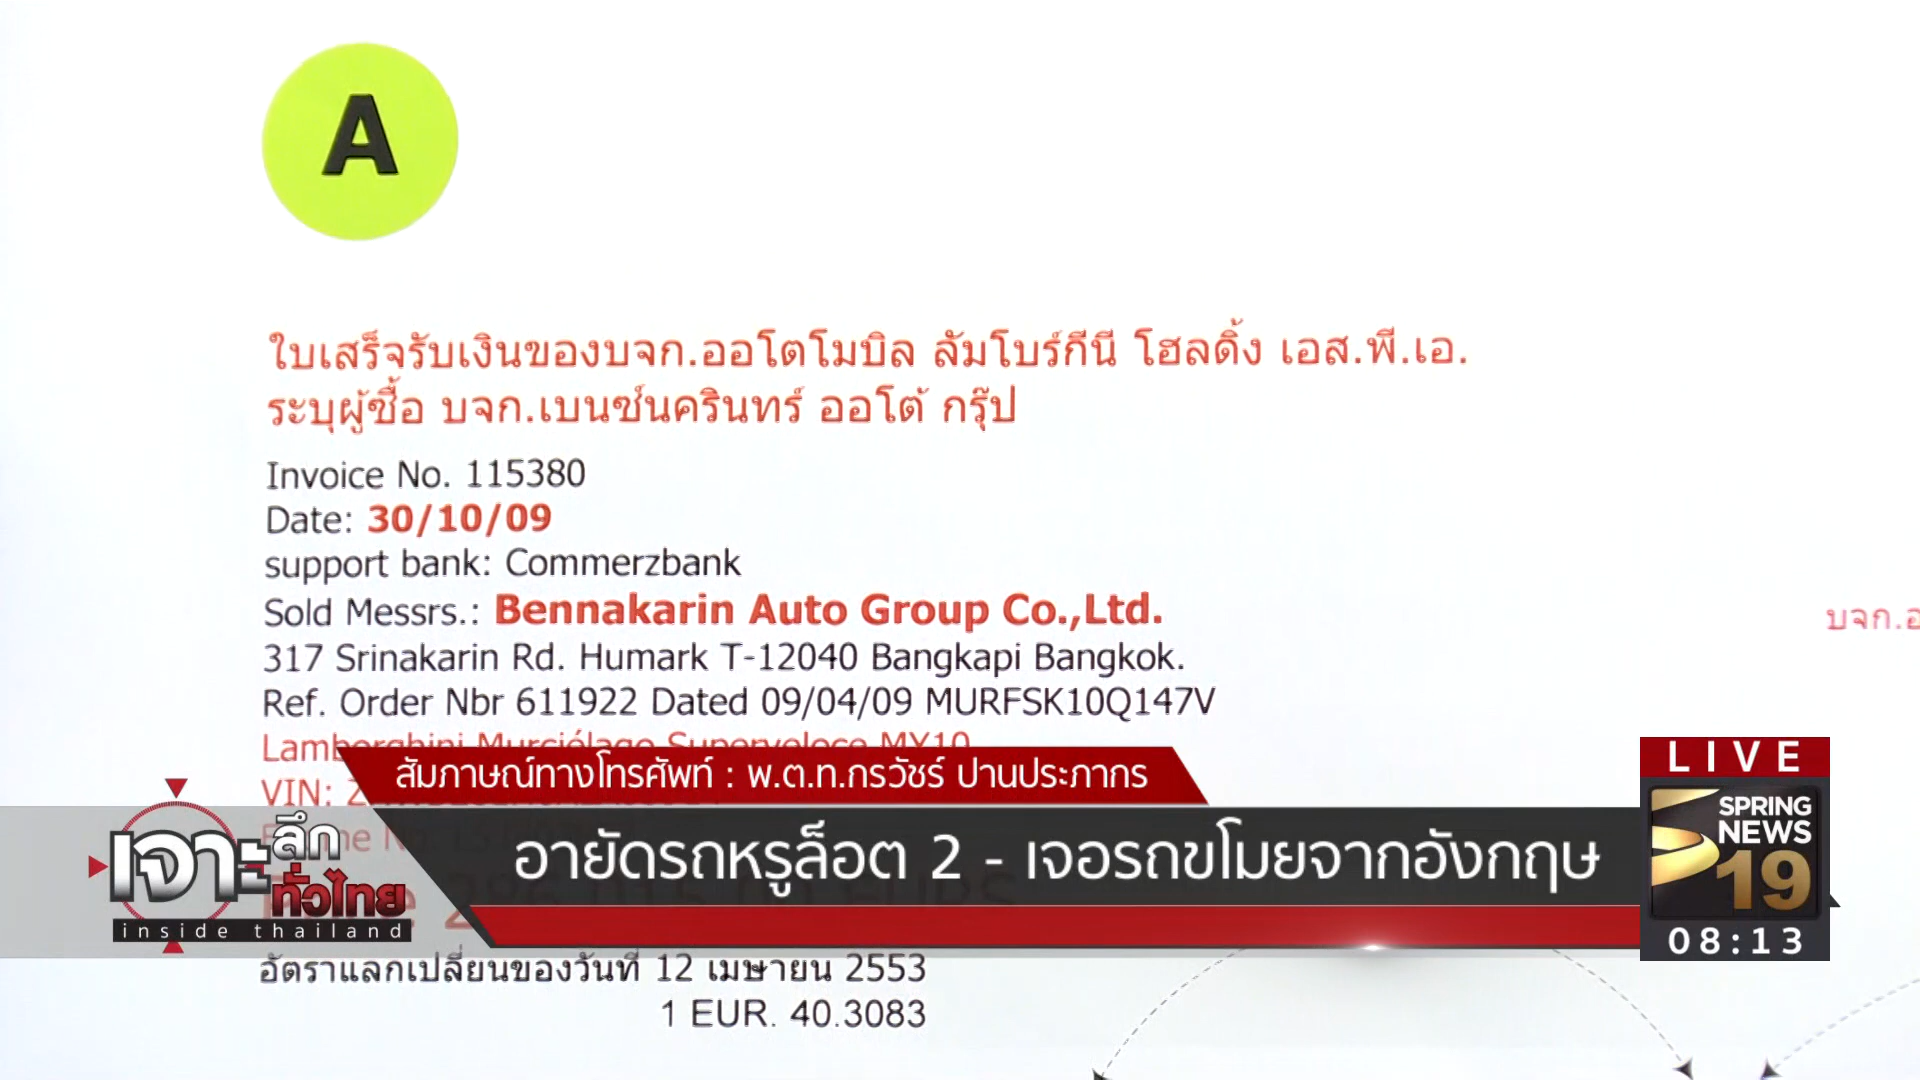 A
ใบเสร็จรับเงินของบจก.ออโตโมบิล ลัมโบร์กีนี โฮลดิ้ง เอส.พี.เอ.
ระบุผู้ซื้อ บจก.เบนซ์นครินทร์ ออโต้ กรุ๊ป
Invoice No. 115380
Date: 30/10/09
support bank: Commerzbank
Sold Messrs.: Bennakarin Auto Group Co.,Ltd.
บจก.อ
317 Srinakarin Rd. Humark T-12040 Bangkapi Bangkok.
Ref. Order Nbr 611922 Dated 09/04/09 MURFSK10Q147V
Lamborghini Murciélago Superveloce MY10
VIN:
สัมภาษณ์ทางโทรศัพท์ : พ.ต.ท.กรวัชร์ ปานประภากร
อายัดรถหรูล็อต 2 - เจอรถขโมยจากอังกฤษ
เจาะลึกทั่วไทย
inside thailand
LIVE
SPRING
NEWS
19
08:13
อัตราแลกเปลี่ยนของวันที่ 12 เมษายน 2553
1 EUR. 40.3083